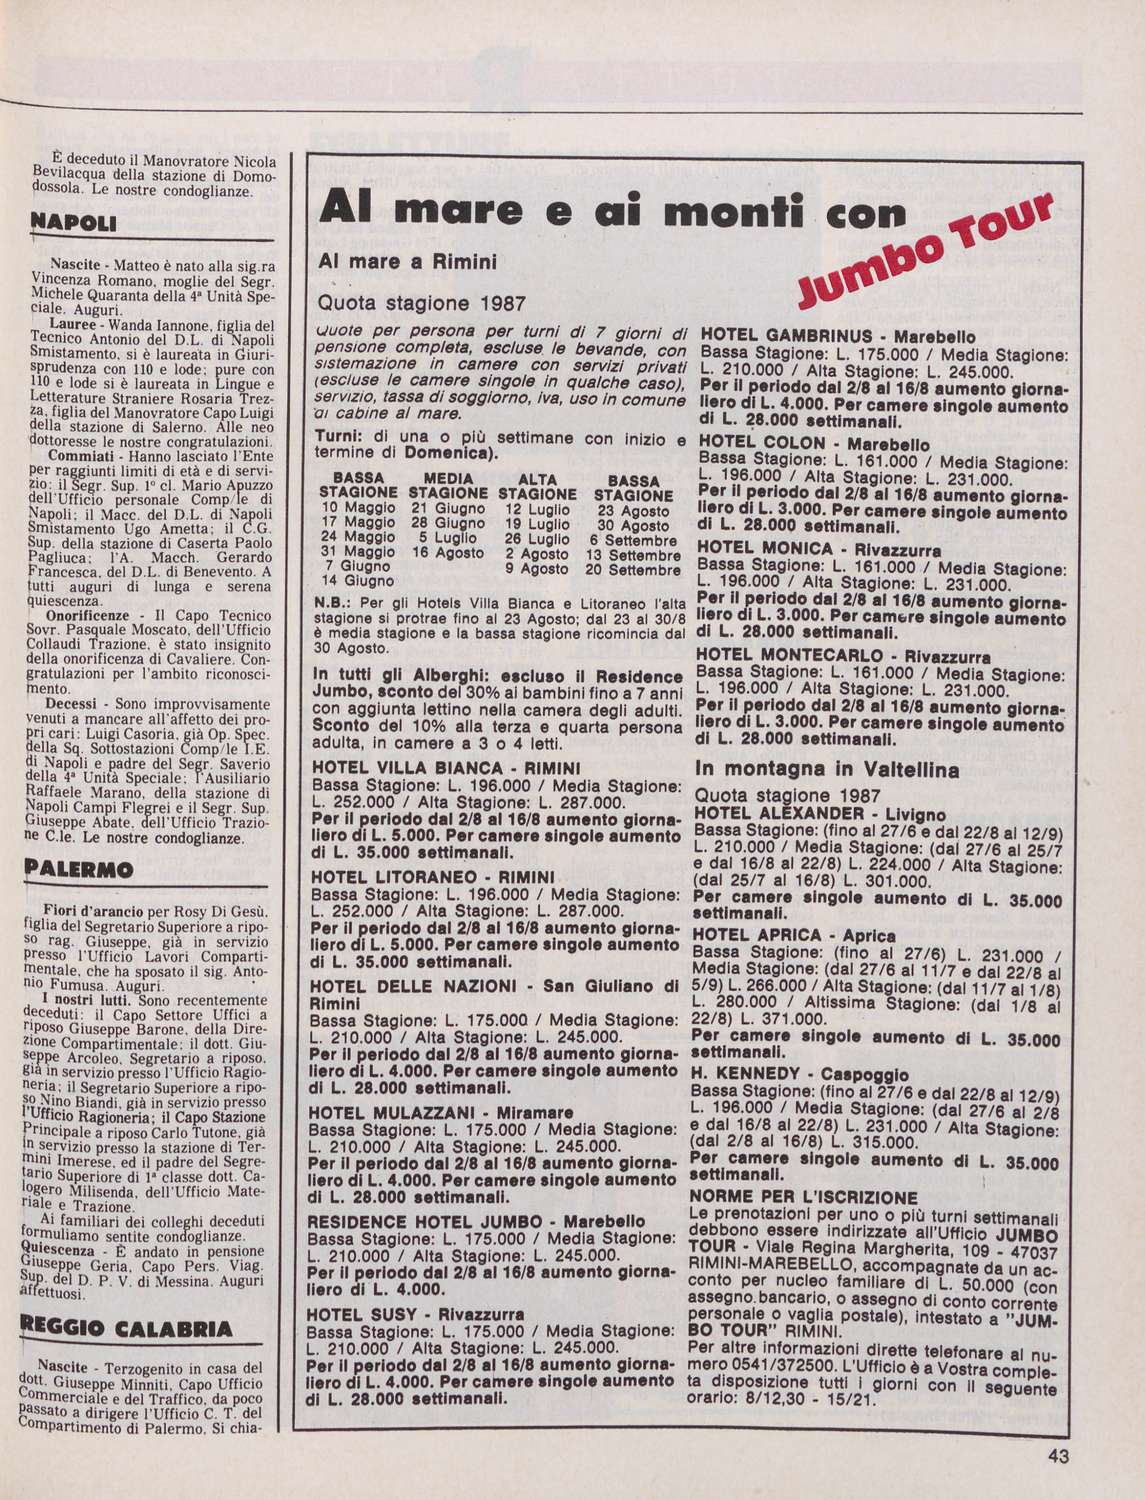 È deceduto il Manovratore Nicola
Bevilacqua della stazione di Domo-
dossola. Le nostre condoglianze.
NAPOLI
Nascite - Matteo è nato alla sig.ra
Vincenza Romano, moglie del Segr.
Michele Quaranta della 4ª Unità Spe-
ciale. Auguri.
Lauree - Wanda Iannone, figlia del
Tecnico Antonio del D.L. di Napoli
Smistamento, si è laureata in Giuri-
sprudenza con 110 e lode; pure con
110 e lode si è laureata in Lingue e
Letterature Straniere Rosaria Trez-
za, figlia del Manovratore Capo Luigi
della stazione di Salerno. Alle neo
dottoresse le nostre congratulazioni.
Commiati - Hanno lasciato l'Ente
per raggiunti limiti di età e di servi-
zio: il Segr. Sup. 1º cl. Mario Apuzzo
dell'Ufficio personale Comp/le di
Napoli; il Macc. del D.L. di Napoli
Smistamento Ugo Ametta; il C.G.
Sup. della stazione di Caserta Paolo
Pagliuca; l'A. Macch. Gerardo
Francesca, del D.L. di Benevento. A
tutti auguri di lunga e serena
quiescenza.
Onorificenze - Il Capo Tecnico
Sovr. Pasquale Moscato, dell'Ufficio
Collaudi Trazione, è stato insignito
della onorificenza di Cavaliere. Con-
gratulazioni per l'ambito riconosci-
mento.
Decessi - Sono improvvisamente
venuti a mancare all'affetto dei pro-
pri cari: Luigi Casoria, già Op. Spec.
della Sq. Sottostazioni Comp/le I.E.
di Napoli e padre del Segr. Saverio
della 4ª Unità Speciale; l'Ausiliario
Raffaele Marano, della stazione di
Napoli Campi Flegrei e il Segr. Sup.
Giuseppe Abate, dell'Ufficio Trazio-
ne C.le. Le nostre condoglianze.
PALERMO
Fiori d'arancio per Rosy Di Gesù,
figlia del Segretario Superiore a ripo-
so rag. Giuseppe, già in servizio
presso l'Ufficio Lavori Comparti-
mentale, che ha sposato il sig. Anto-
nio Fumusa. Auguri.
I nostri lutti. Sono recentemente
deceduti: il Capo Settore Uffici a
riposo Giuseppe Barone, della Dire-
zione Compartimentale; il dott. Giu-
seppe Arcoleo, Segretario a riposo,
già in servizio presso l'Ufficio Ragio-
neria; il Segretario Superiore a ripo-
so Nino Biandi, già in servizio presso
l'Ufficio Ragioneria; il Capo Stazione
Principale a riposo Carlo Tutone, già
in servizio presso la stazione di Ter-
mini Imerese, ed il padre del Segre-
tario Superiore di 1ª classe dott. Ca-
logero Milisenda, dell'Ufficio Mate-
riale e Trazione.
Ai familiari dei colleghi deceduti
formuliamo sentite condoglianze.
Quiescenza - È andato in pensione
Giuseppe Geria, Capo Pers. Viag.
Sup. del D. P. V. di Messina. Auguri
affettuosi.
REGGIO CALABRIA
Nascite - Terzogenito in casa del
dott. Giuseppe Minniti, Capo Ufficio
Commerciale e del Traffico, da poco
passato a dirigere l'Ufficio C. T. del
Compartimento di Palermo. Si chia-
Al mare e ai monti con
Jumbo Tour
Al mare a Rimini
Quota stagione 1987
Quote per persona per turni di 7 giorni di
pensione completa, escluse le bevande, con
sistemazione in camere con servizi privati
(escluse le camere singole in qualche caso),
servizio, tassa di soggiorno, iva, uso in comune
di cabine al mare.
Turni: di una o più settimane con inizio e
termine di Domenica).
BASSA MEDIA ALTA BASSA
STAGIONE STAGIONE STAGIONE STAGIONE
10 Maggio 21 Giugno 12 Luglio 23 Agosto
17 Maggio 28 Giugno 19 Luglio 30 Agosto
24 Maggio 5 Luglio 26 Luglio 6 Settembre
31 Maggio 16 Agosto 2 Agosto 13 Settembre
7 Giugno 9 Agosto 20 Settembre
14 Giugno
N.B.: Per gli Hotels Villa Bianca e Litoraneo l'alta
stagione si protrae fino al 23 Agosto; dal 23 al 30/8
è media stagione e la bassa stagione ricomincia dal
30 Agosto.
In tutti gli Alberghi: escluso il Residence
Jumbo, sconto del 30% ai bambini fino a 7 anni
con aggiunta lettino nella camera degli adulti.
Sconto del 10% alla terza e quarta persona
adulta, in camere a 3 o 4 letti.
HOTEL VILLA BIANCA - RIMINI
Bassa Stagione: L. 196.000 / Media Stagione:
L. 252.000 / Alta Stagione: L. 287.000.
Per il periodo dal 2/8 al 16/8 aumento giorna-
liero di L. 5.000. Per camere singole aumento
di L. 35.000 settimanali.
HOTEL LITORANEO - RIMINI
Bassa Stagione: L. 196.000 / Media Stagione:
L. 252.000 / Alta Stagione: L. 287.000.
Per il periodo dal 2/8 al 16/8 aumento giorna-
liero di L. 5.000. Per camere singole aumento
di L. 35.000 settimanali.
HOTEL DELLE NAZIONI - San Giuliano di
Rimini
Bassa Stagione: L. 175.000 / Media Stagione:
L. 210.000 / Alta Stagione: L. 245.000.
Per il periodo dal 2/8 al 16/8 aumento giorna-
liero di L. 4.000. Per camere singole aumento
di L. 28.000 settimanali.
HOTEL MULAZZANI - Miramare
Bassa Stagione: L. 175.000 / Media Stagione:
L. 210.000 / Alta Stagione: L. 245.000.
Per il periodo dal 2/8 al 16/8 aumento giorna-
liero di L. 4.000. Per camere singole aumento
di L. 28.000 settimanali.
RESIDENCE HOTEL JUMBO - Marebello
Bassa Stagione: L. 175.000 / Media Stagione:
L. 210.000 / Alta Stagione: L. 245.000.
Per il periodo dal 2/8 al 16/8 aumento giorna-
liero di L. 4.000.
HOTEL SUSY - Rivazzurra
Bassa Stagione: L. 175.000 / Media Stagione:
L. 210.000 / Alta Stagione: L. 245.000.
Per il periodo dal 2/8 al 16/8 aumento giorna-
liero di L. 4.000. Per camere singole aumento
di L. 28.000 settimanali.
HOTEL GAMBRINUS - Marebello
Bassa Stagione: L. 175.000 / Media Stagione:
L. 210.000 / Alta Stagione: L. 245.000.
Per il periodo dal 2/8 al 16/8 aumento giorna-
liero di L. 4.000. Per camere singole aumento
di L. 28.000 settimanali.
HOTEL COLON - Marebello
Bassa Stagione: L. 161.000 / Media Stagione:
L. 196.000 / Alta Stagione: L. 231.000.
Per il periodo dal 2/8 al 16/8 aumento giorna-
liero di L. 3.000. Per camere singole aumento
di L. 28.000 settimanali.
HOTEL MONICA - Rivazzurra
Bassa Stagione: L. 161.000 / Media Stagione:
L. 196.000 / Alta Stagione: L. 231.000.
Per il periodo dal 2/8 al 16/8 aumento giorna-
liero di L. 3.000. Per camere singole aumento
di L. 28.000 settimanali.
HOTEL MONTECARLO - Rivazzurra
Bassa Stagione: L. 161.000 / Media Stagione:
L. 196.000 / Alta Stagione: L. 231.000.
Per il periodo dal 2/8 al 16/8 aumento giorna-
liero di L. 3.000. Per camere singole aumento
di L. 28.000 settimanali.
In montagna in Valtellina
Quota stagione 1987
HOTEL ALEXANDER - Livigno
Bassa Stagione: (fino al 27/6 e dal 22/8 al 12/9)
L. 210.000 / Media Stagione: (dal 27/6 al 25/7
e dal 16/8 al 22/8) L. 224.000 / Alta Stagione:
(dal 25/7 al 16/8) L. 301.000.
Per camere singole aumento di L. 35.000
settimanali.
HOTEL APRICA - Aprica
Bassa Stagione: (fino al 27/6) L. 231.000 /
Media Stagione: (dal 27/6 al 11/7 e dal 22/8 al
5/9) L. 266.000 / Alta Stagione: (dal 11/7 al 1/8)
L. 280.000 / Altissima Stagione: (dal 1/8 al
22/8) L. 371.000.
Per camere singole aumento di L. 35.000
settimanali.
H. KENNEDY - Caspoggio
Bassa Stagione: (fino al 27/6 e dal 22/8 al 12/9)
L. 196.000 / Media Stagione: (dal 27/6 al 2/8
e dal 16/8 al 22/8) L. 231.000 / Alta Stagione:
(dal 2/8 al 16/8) L. 315.000.
Per camere singole aumento di L. 35.000
settimanali.
NORME PER L'ISCRIZIONE
Le prenotazioni per uno o più turni settimanali
debbono essere indirizzate all'Ufficio JUMBO
TOUR - Viale Regina Margherita, 109 - 47037
RIMINI-MAREBELLO, accompagnate da un ac-
conto per nucleo familiare di L. 50.000 (con
assegno bancario, o assegno di conto corrente
personale o vaglia postale), intestato a "JUM-
BO TOUR" RIMINI.
Per altre informazioni dirette telefonare al nu-
mero 0541/372500. L'Ufficio è a Vostra comple-
ta disposizione tutti i giorni con il seguente
orario: 8/12,30 - 15/21.
43